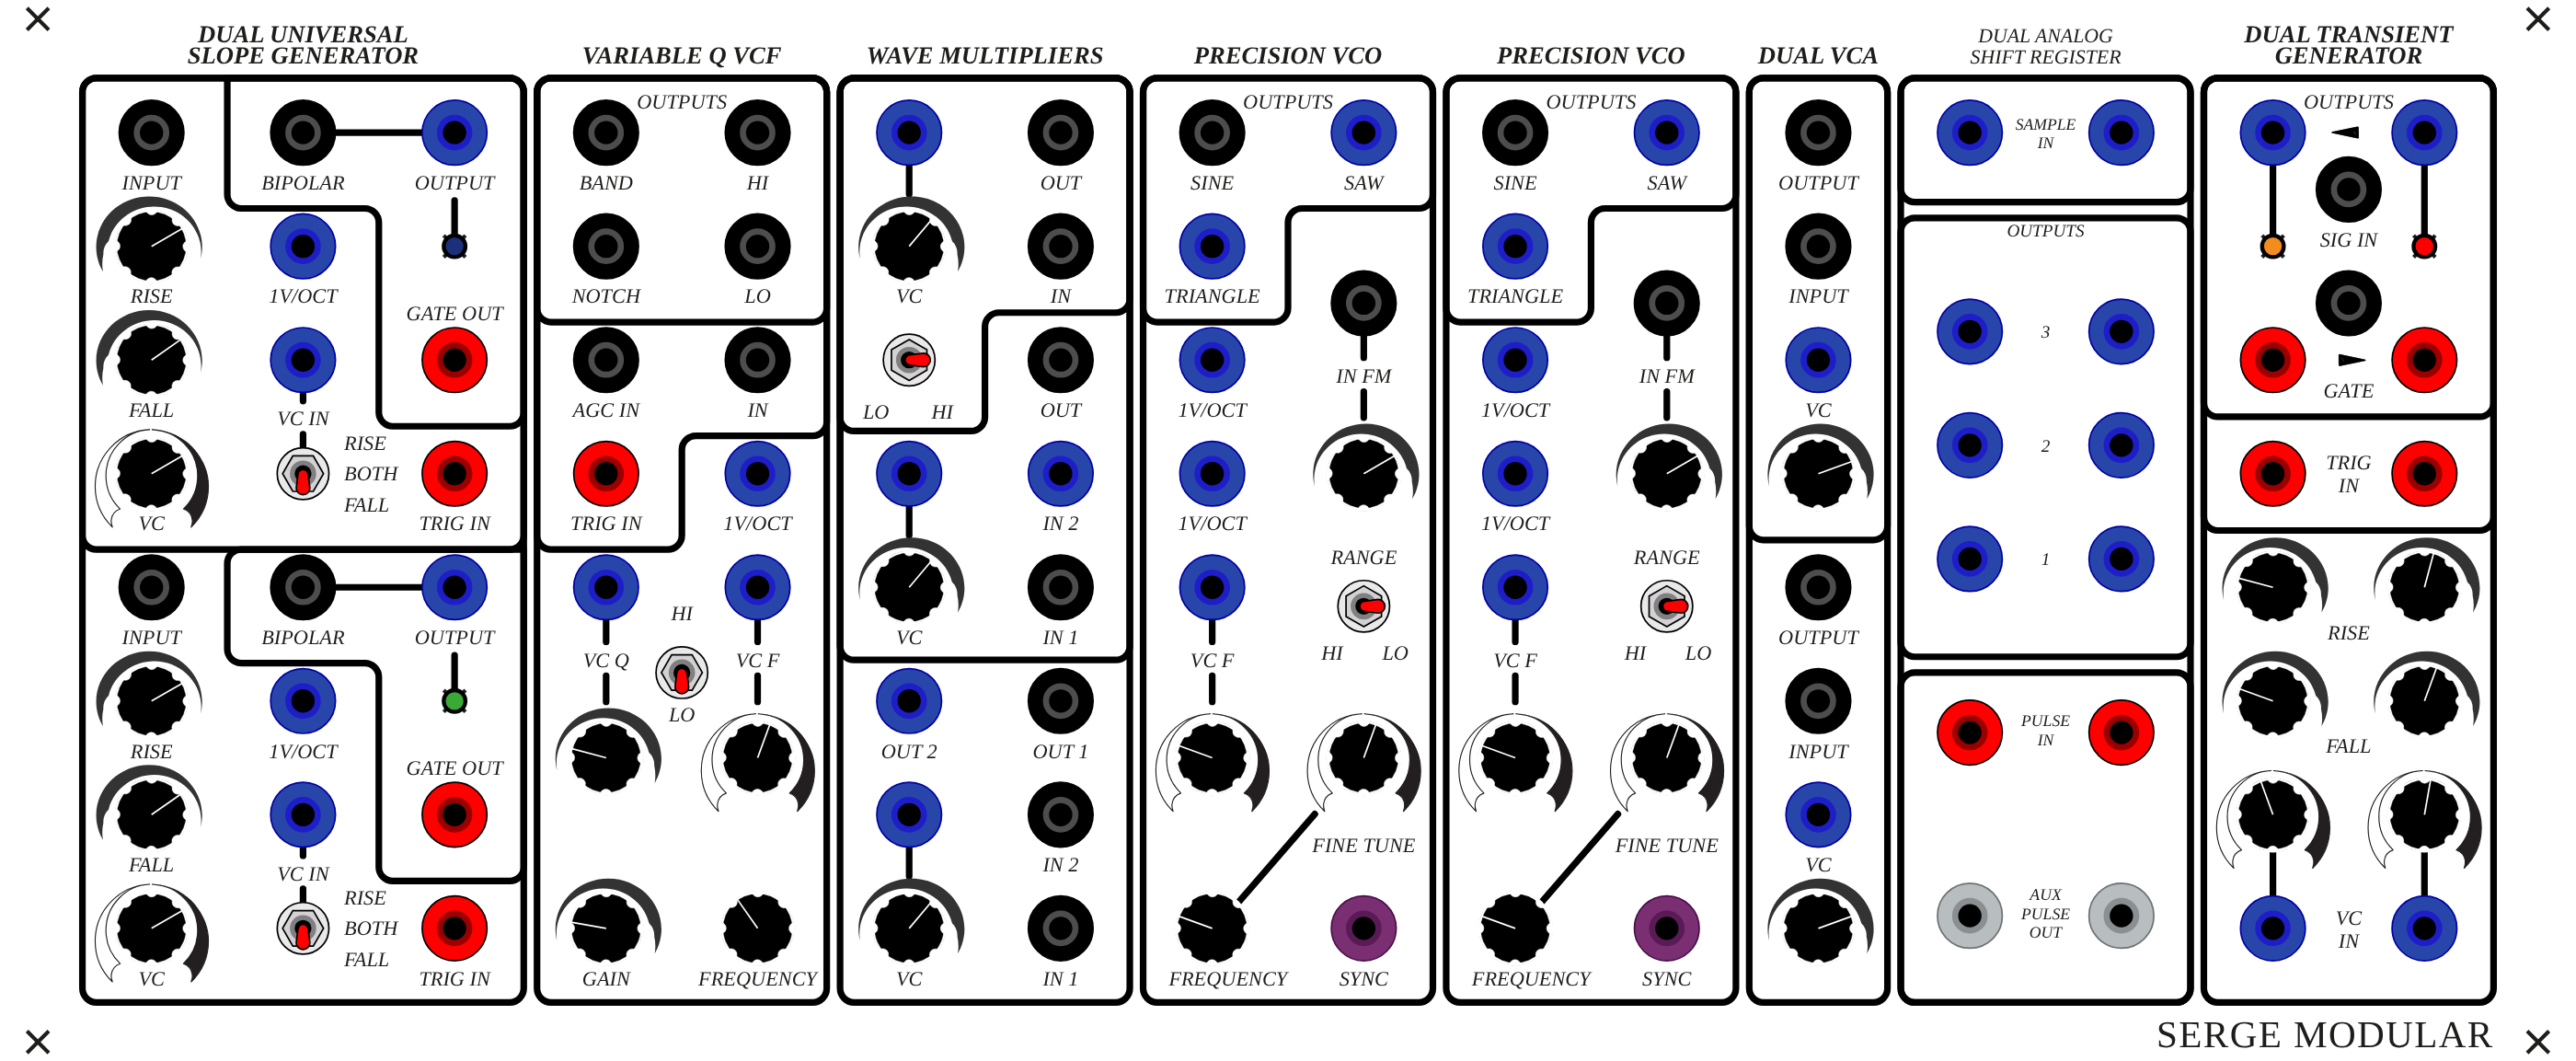 DUAL UNIVERSAL
SLOPE GENERATOR
INPUT
BIPOLAR
OUTPUT
RISE
1V/OCT
GATE OUT
FALL
VC IN
RISE
BOTH
FALL
VC
TRIG IN
INPUT
BIPOLAR
OUTPUT
RISE
1V/OCT
GATE OUT
FALL
VC IN
RISE
BOTH
FALL
VC
TRIG IN
VARIABLE Q VCF
OUTPUTS
BAND
HI
NOTCH
LO
AGC IN
IN
TRIG IN
1V/OCT
HI
VC Q
VC F
LO
GAIN
FREQUENCY
WAVE MULTIPLIERS
OUT
VC
IN
LO
HI
OUT
IN 2
VC
IN 1
OUT 2
OUT 1
IN 2
VC
IN 1
PRECISION VCO
OUTPUTS
SINE
SAW
TRIANGLE
IN FM
1V/OCT
1V/OCT
RANGE
HI
LO
VC F
FINE TUNE
FREQUENCY
SYNC
PRECISION VCO
OUTPUTS
SINE
SAW
TRIANGLE
IN FM
1V/OCT
1V/OCT
RANGE
HI
LO
VC F
FINE TUNE
FREQUENCY
SYNC
DUAL VCA
OUTPUT
INPUT
VC
OUTPUT
INPUT
VC
DUAL ANALOG
SHIFT REGISTER
SAMPLE
IN
OUTPUTS
3
2
1
PULSE
IN
AUX
PULSE
OUT
DUAL TRANSIENT
GENERATOR
OUTPUTS
SIG IN
GATE
TRIG
IN
RISE
FALL
VC
IN
SERGE MODULAR